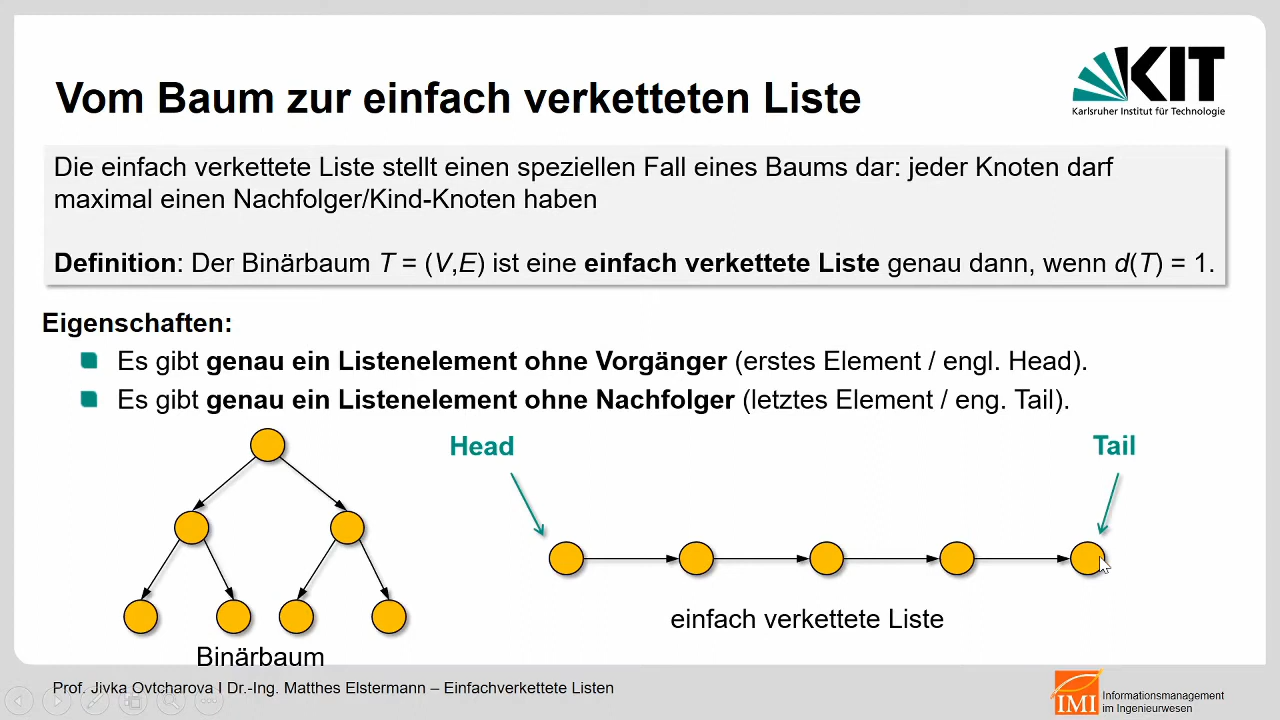 KIT
Karlsruher Institut für Technologie
Vom Baum zur einfach verketteten Liste
Die einfach verkettete Liste stellt einen speziellen Fall eines Baums dar: jeder Knoten darf
maximal einen Nachfolger/Kind-Knoten haben
Definition: Der Binärbaum T = (V,E) ist eine einfach verkettete Liste genau dann, wenn d(T) = 1.
Eigenschaften:
Es gibt genau ein Listenelement ohne Vorgänger (erstes Element / engl. Head).
Es gibt genau ein Listenelement ohne Nachfolger (letztes Element / eng. Tail).
Head
Tail
einfach verkettete Liste
Binärbaum
Prof. Jivka Ovtcharova I Dr.-Ing. Matthes Elstermann – Einfachverkettete Listen
IMI
Informationsmanagement
im Ingenieurwesen